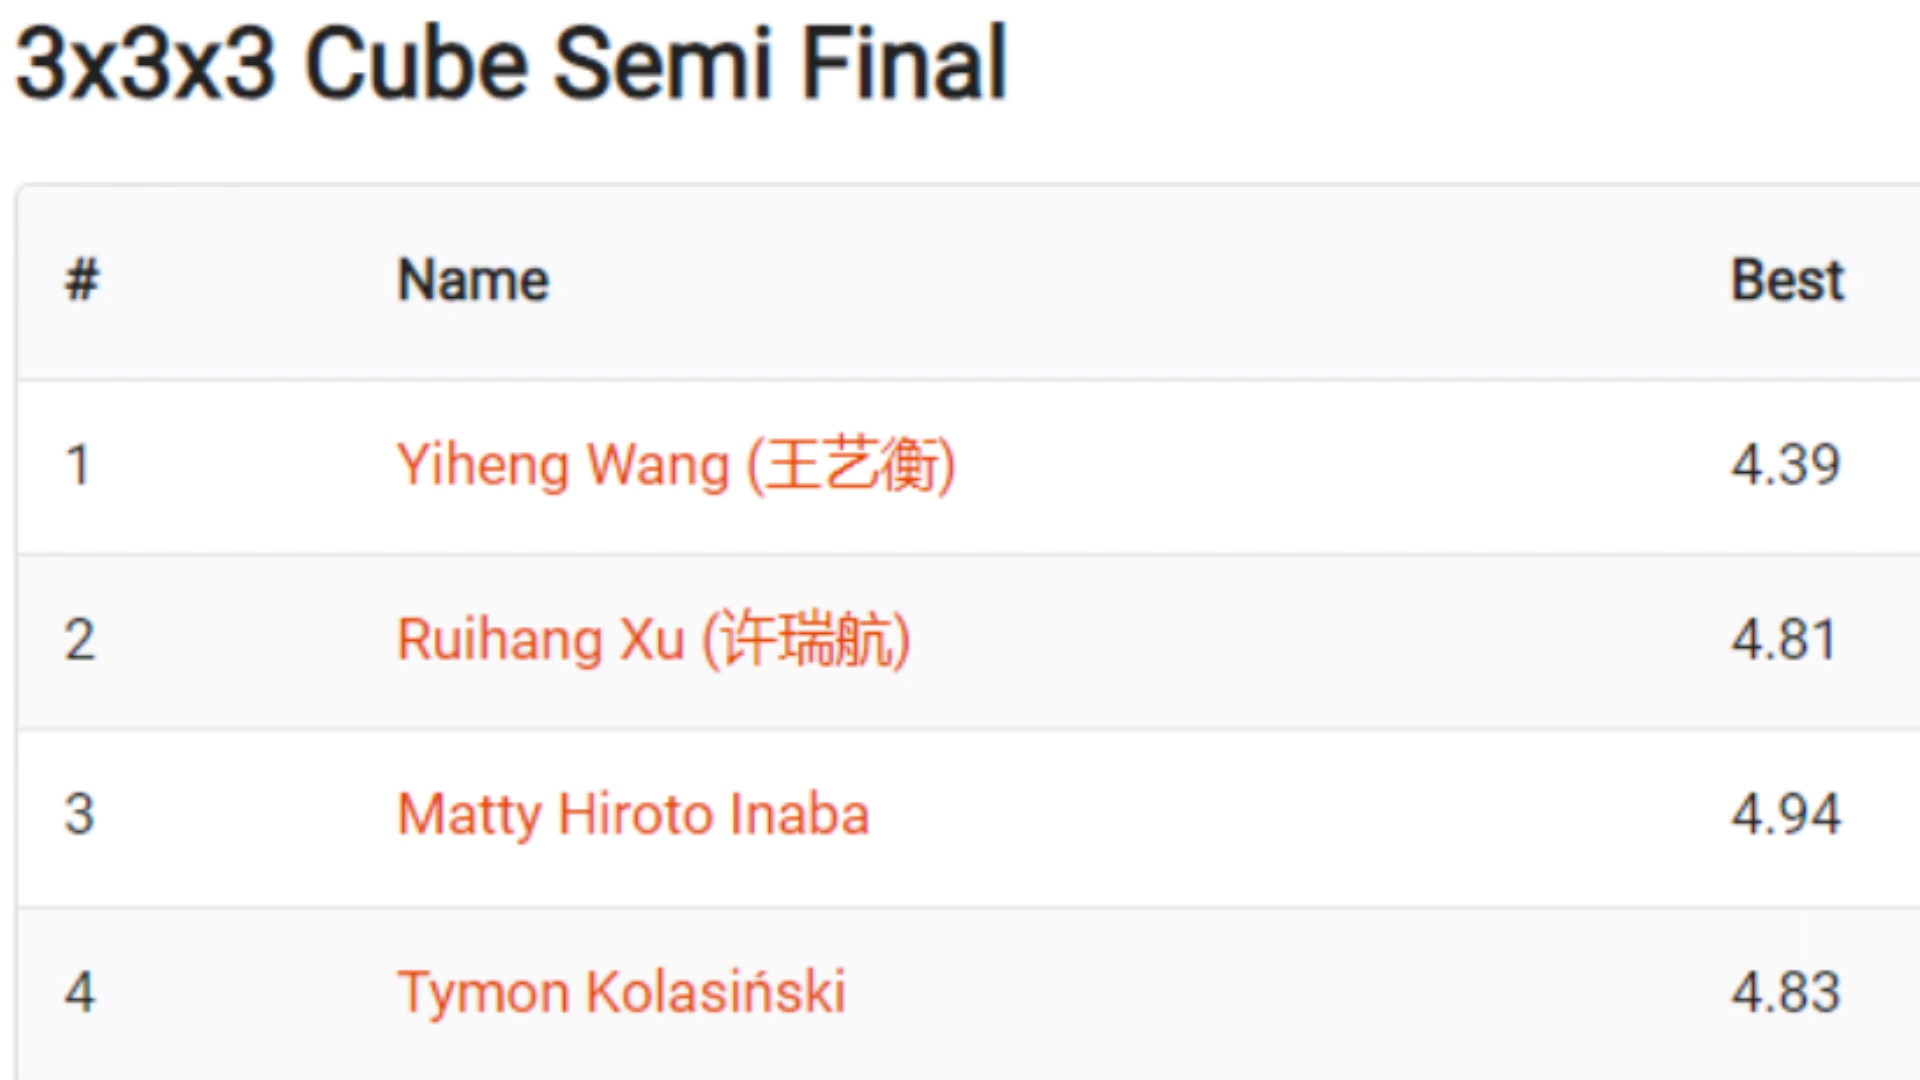 3x3x3 Cube Semi Final
# Name Best
1 Yiheng Wang (王艺衡) 4.39
2 Ruihang Xu (许瑞航) 4.81
3 Matty Hiroto Inaba 4.94
4 Tymon Kolasiński 4.83